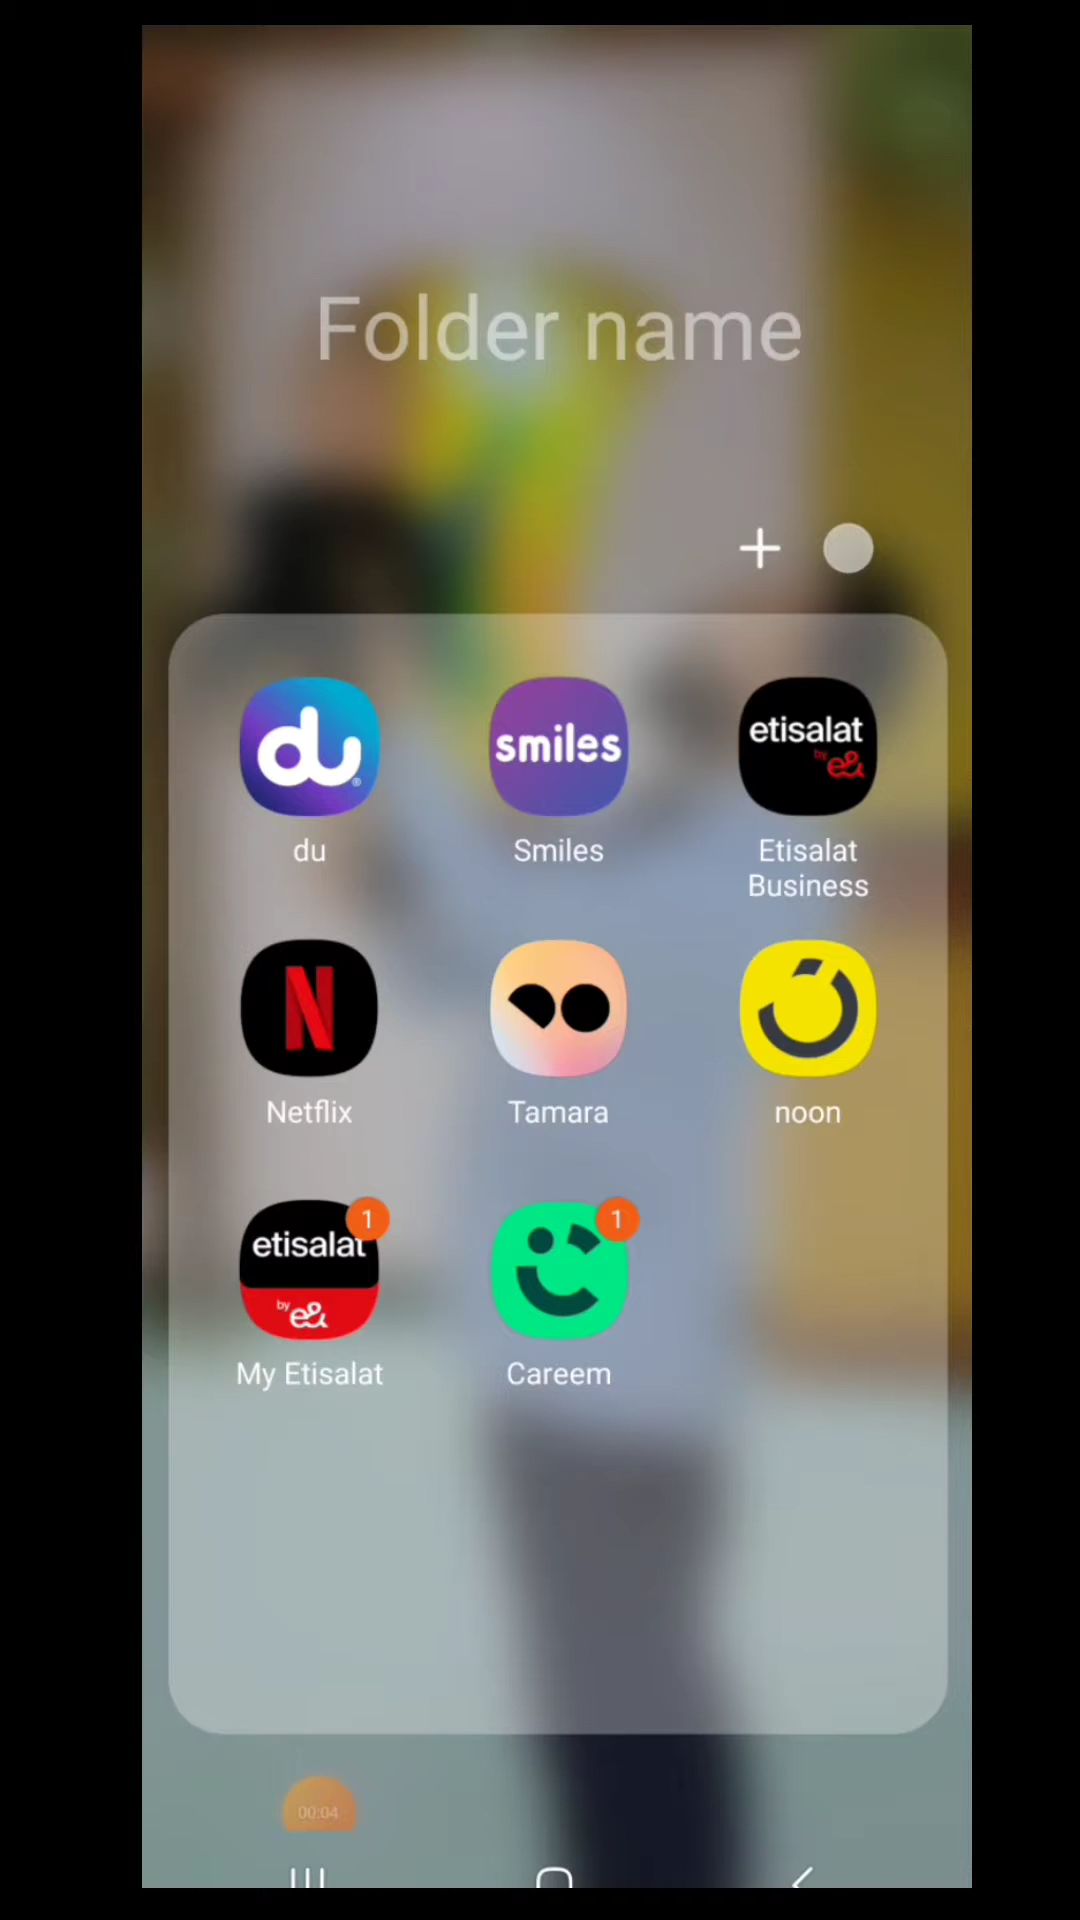 Folder name
du
smiles
etisalat
by e&
du
Smiles
Etisalat
Business
N
Netflix
Tamara
noon
1
1
etisalat
by e&
My Etisalat
Careem
00:04